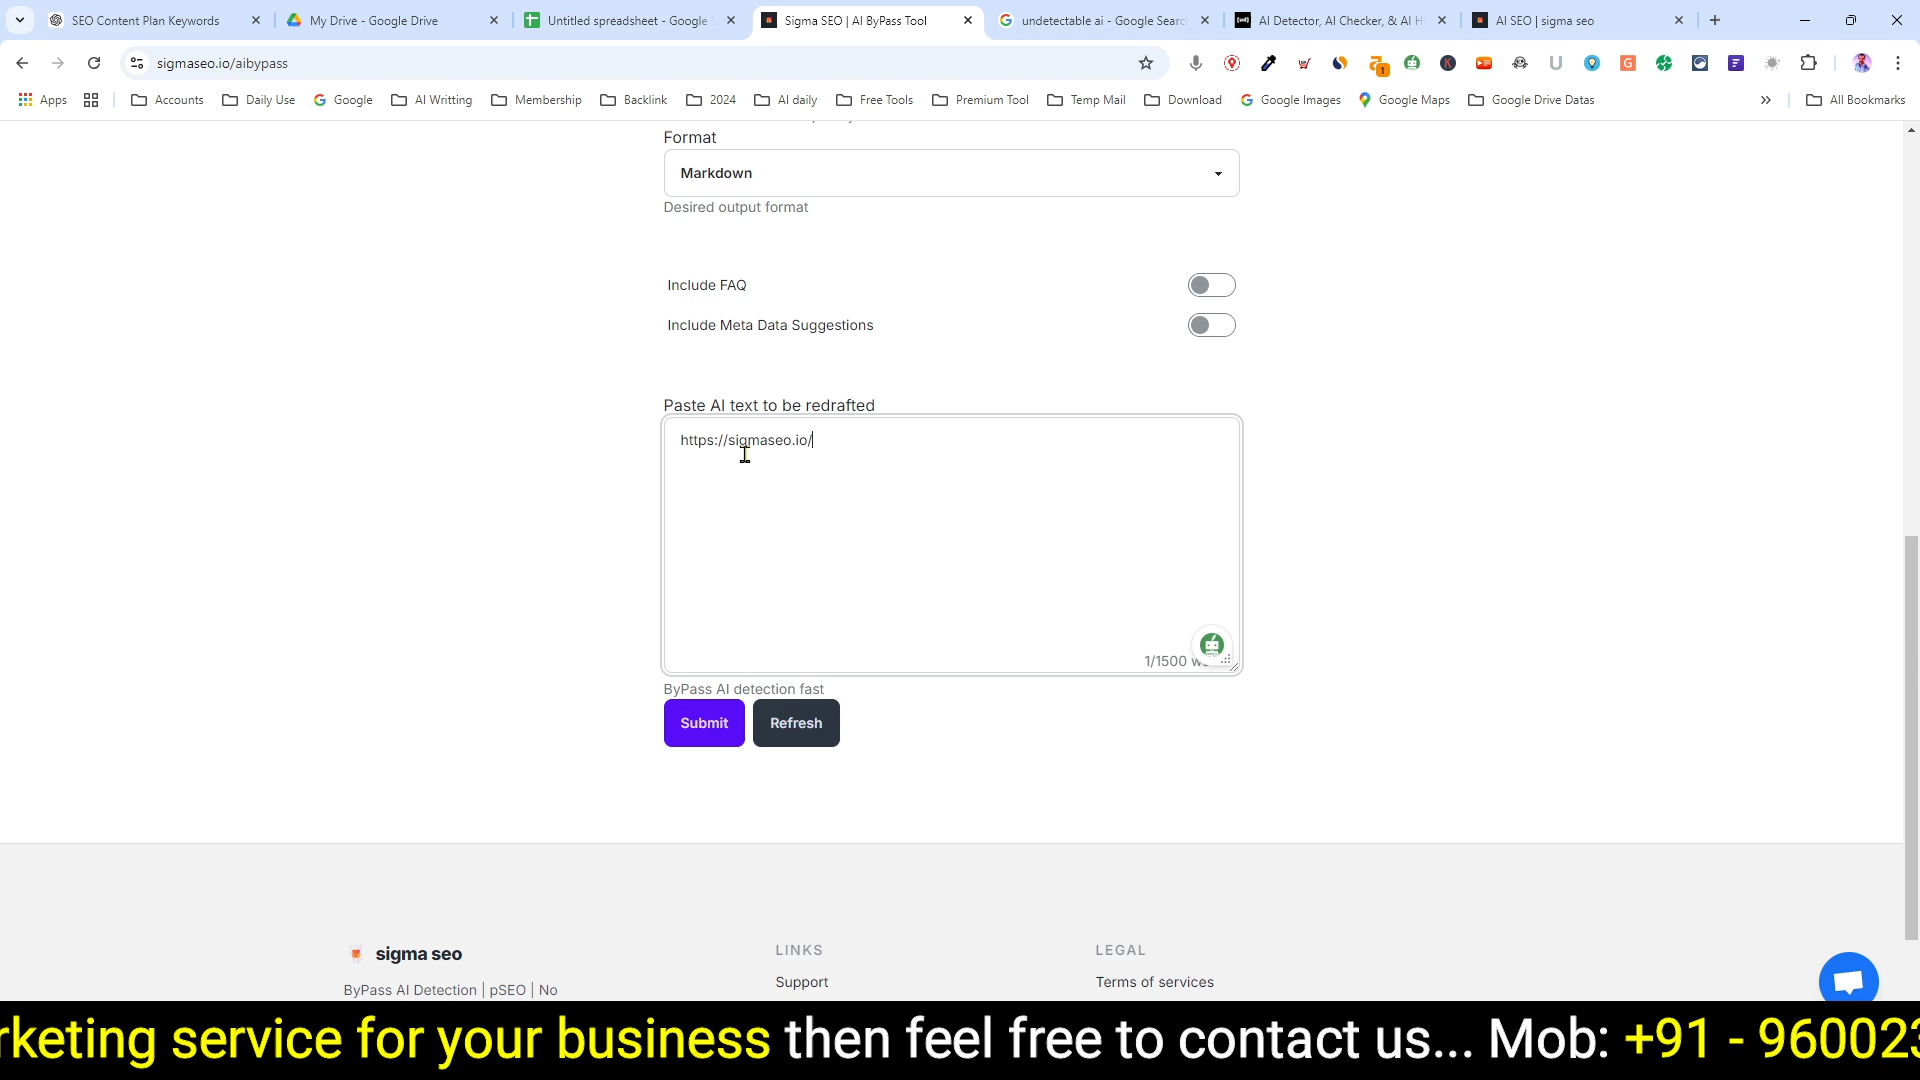 SEO Content Plan Keywords
My Drive - Google Drive
Untitled spreadsheet - Google
Sigma SEO | AI ByPass Tool
undetectable ai - Google Search
AI Detector, AI Checker, & AI H
AI SEO | sigma seo
sigmaseo.io/aibypass
Apps
Accounts
Daily Use
Google
AI Writting
Membership
Backlink
2024
AI daily
Free Tools
Premium Tool
Temp Mail
Download
Google Images
Google Maps
Google Drive Datas
All Bookmarks
Format
Markdown
Desired output format
Include FAQ
Include Meta Data Suggestions
Paste AI text to be redrafted
https://sigmaseo.io/
1/1500 w
ByPass AI detection fast
Submit
Refresh
sigma seo
LINKS
LEGAL
Support
Terms of services
ByPass AI Detection | pSEO | No
rketing service for your business then feel free to contact us... Mob: +91 - 960023